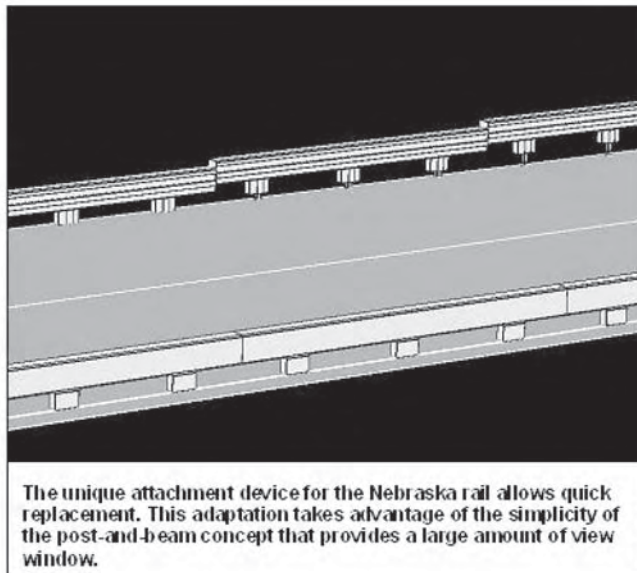 The unique attachment device for the Nebraska rail allows quick
replacement. This adaptation takes advantage of the simplicity of
the post-and-beam concept that provides a large amount of view
window.